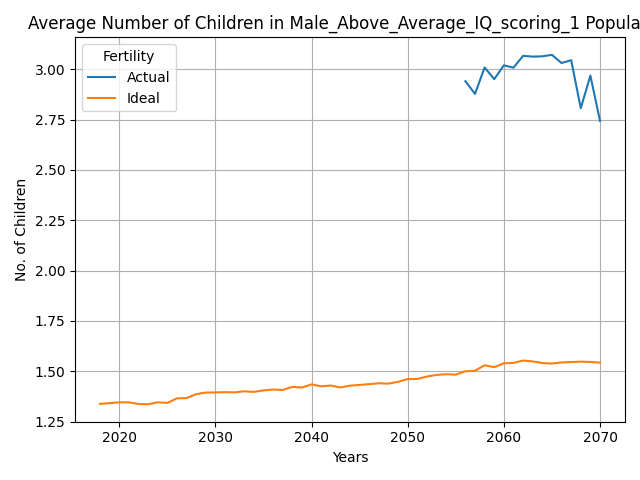 Average Number of Children in Male_Above_Average_IQ_scoring_1 Popula
Fertility
Actual
Ideal
3.00
2.75
2.50
2.25
2.00
1.75
1.50
1.25
No. of Children
2020 2030 2040 2050 2060 2070
Years